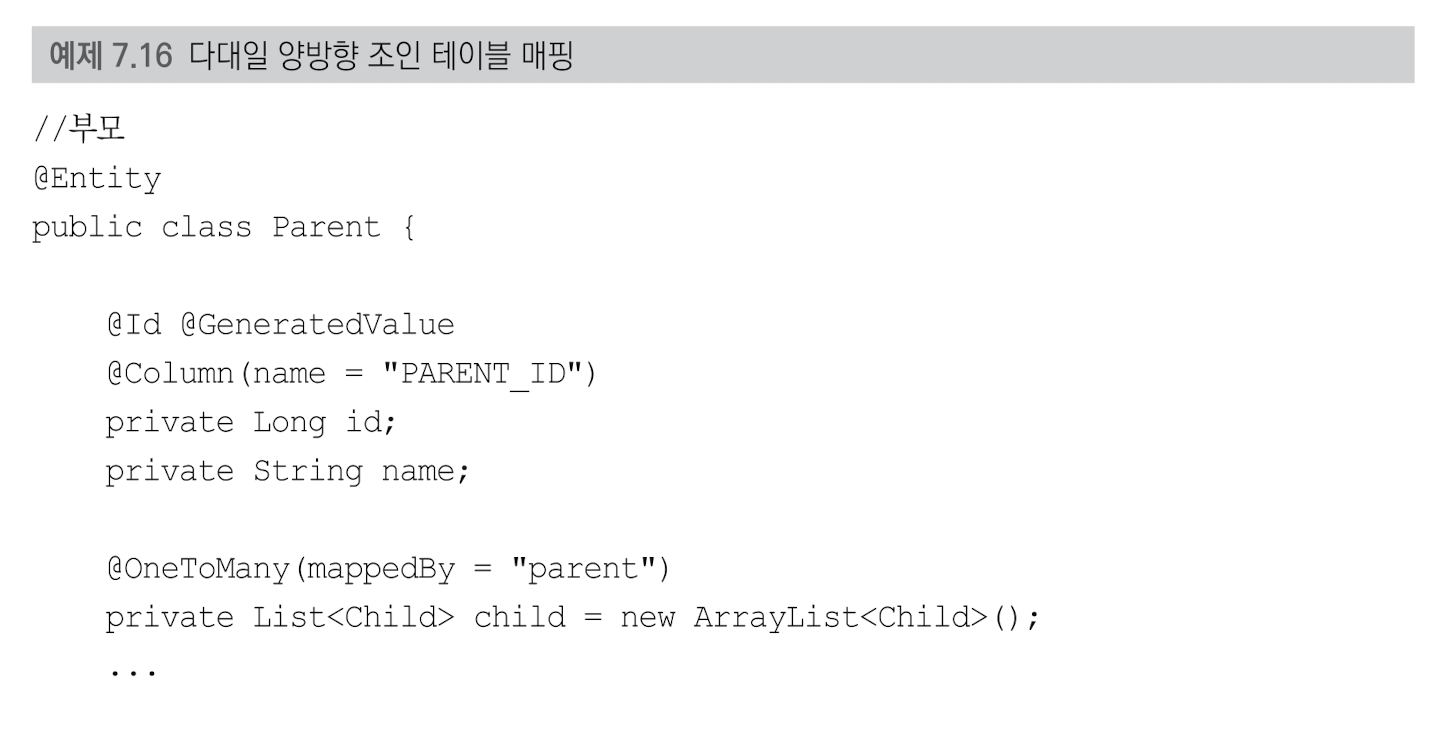 예제 7.16 다대일 양방향 조인 테이블 매핑
//부모
@Entity
public class Parent {
@Id @GeneratedValue
@Column(name = "PARENT_ID")
private Long id;
private String name;
@OneToMany(mappedBy = "parent")
private List<Child> child = new ArrayList<Child>();
...